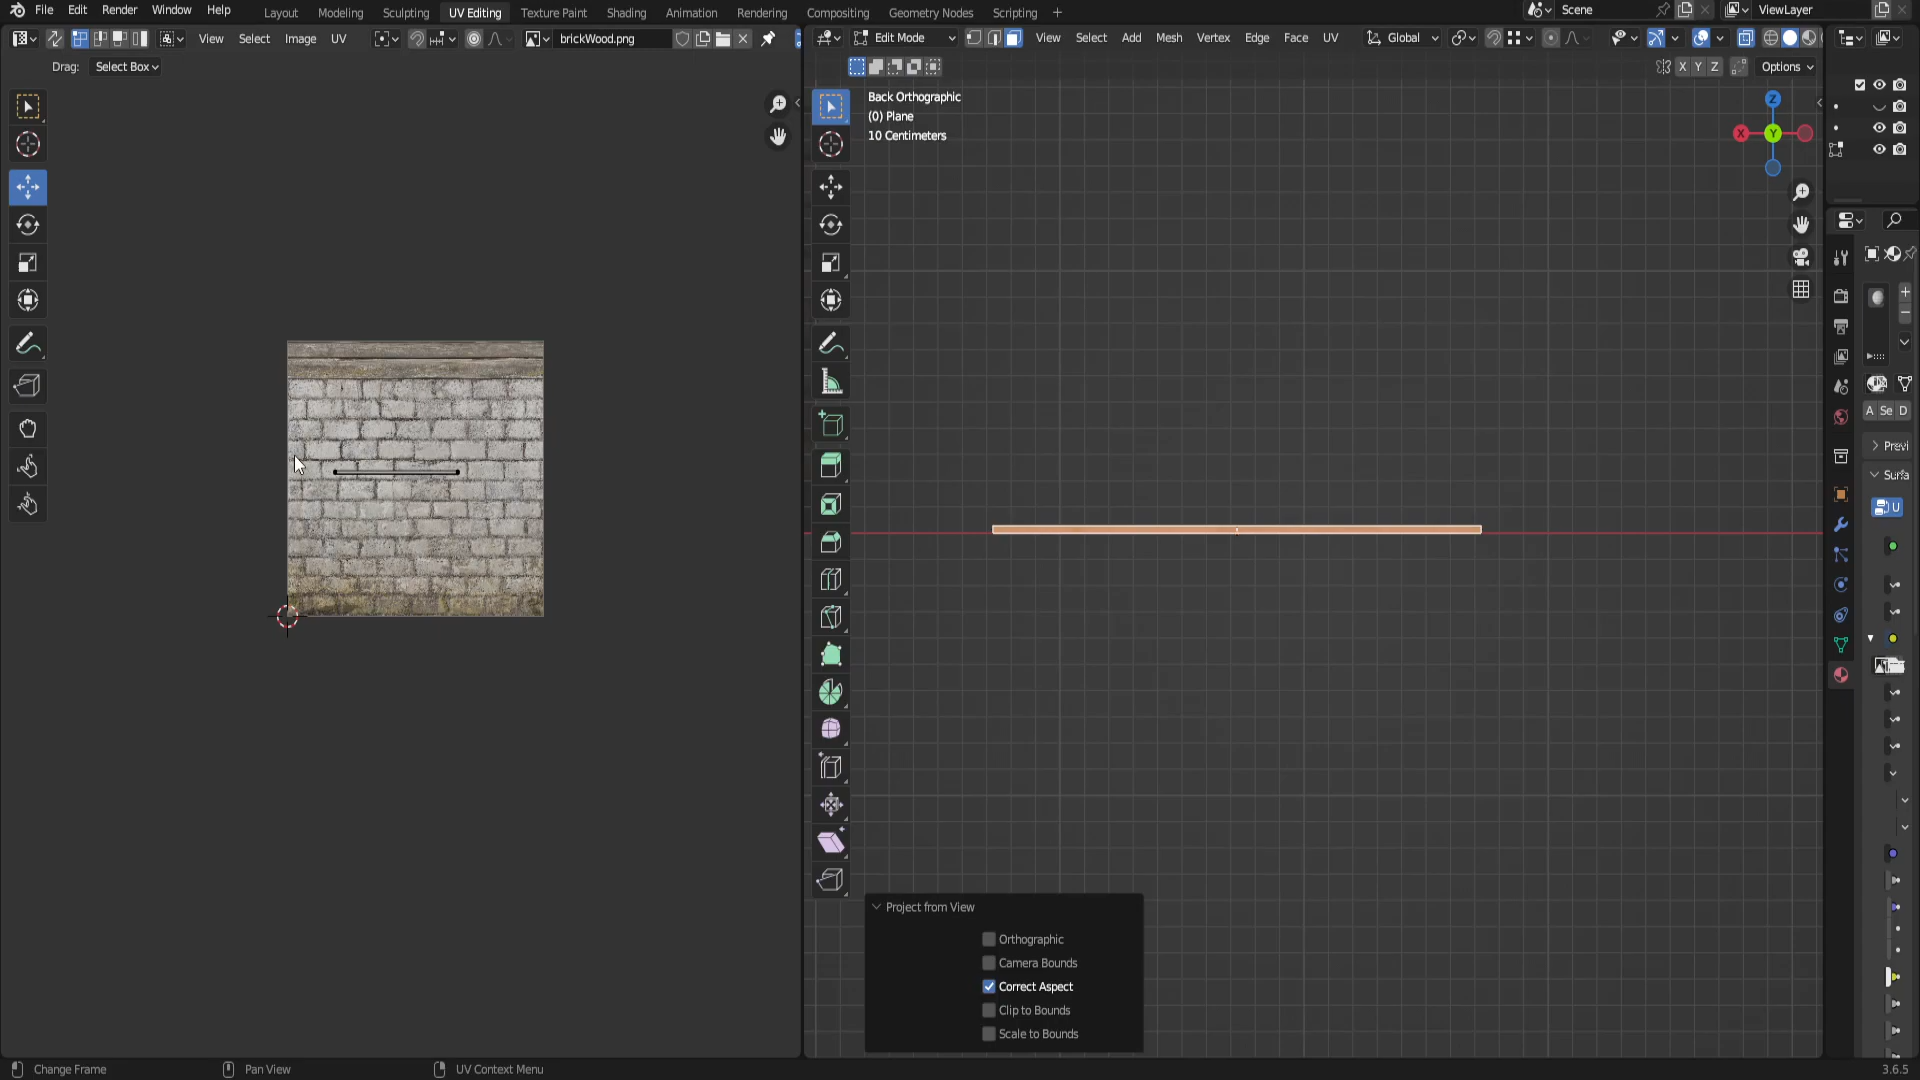 File Edit Render Window Help Layout Modeling Sculpting UV Editing Texture Paint Shading Animation Rendering Compositing Geometry Nodes Scripting + Scene ViewLayer
View Select Image UV brickWood.png Edit Mode View Select Add Mesh Vertex Edge Face UV Global
Drag: Select Box X Y Z Options
Back Orthographic
(0) Plane
10 Centimeters
Z
X Y
A Se D
Previ
Surfa
U
Project from View
Orthographic
Camera Bounds
Correct Aspect
Clip to Bounds
Scale to Bounds
Change Frame Pan View UV Context Menu 3.6.5